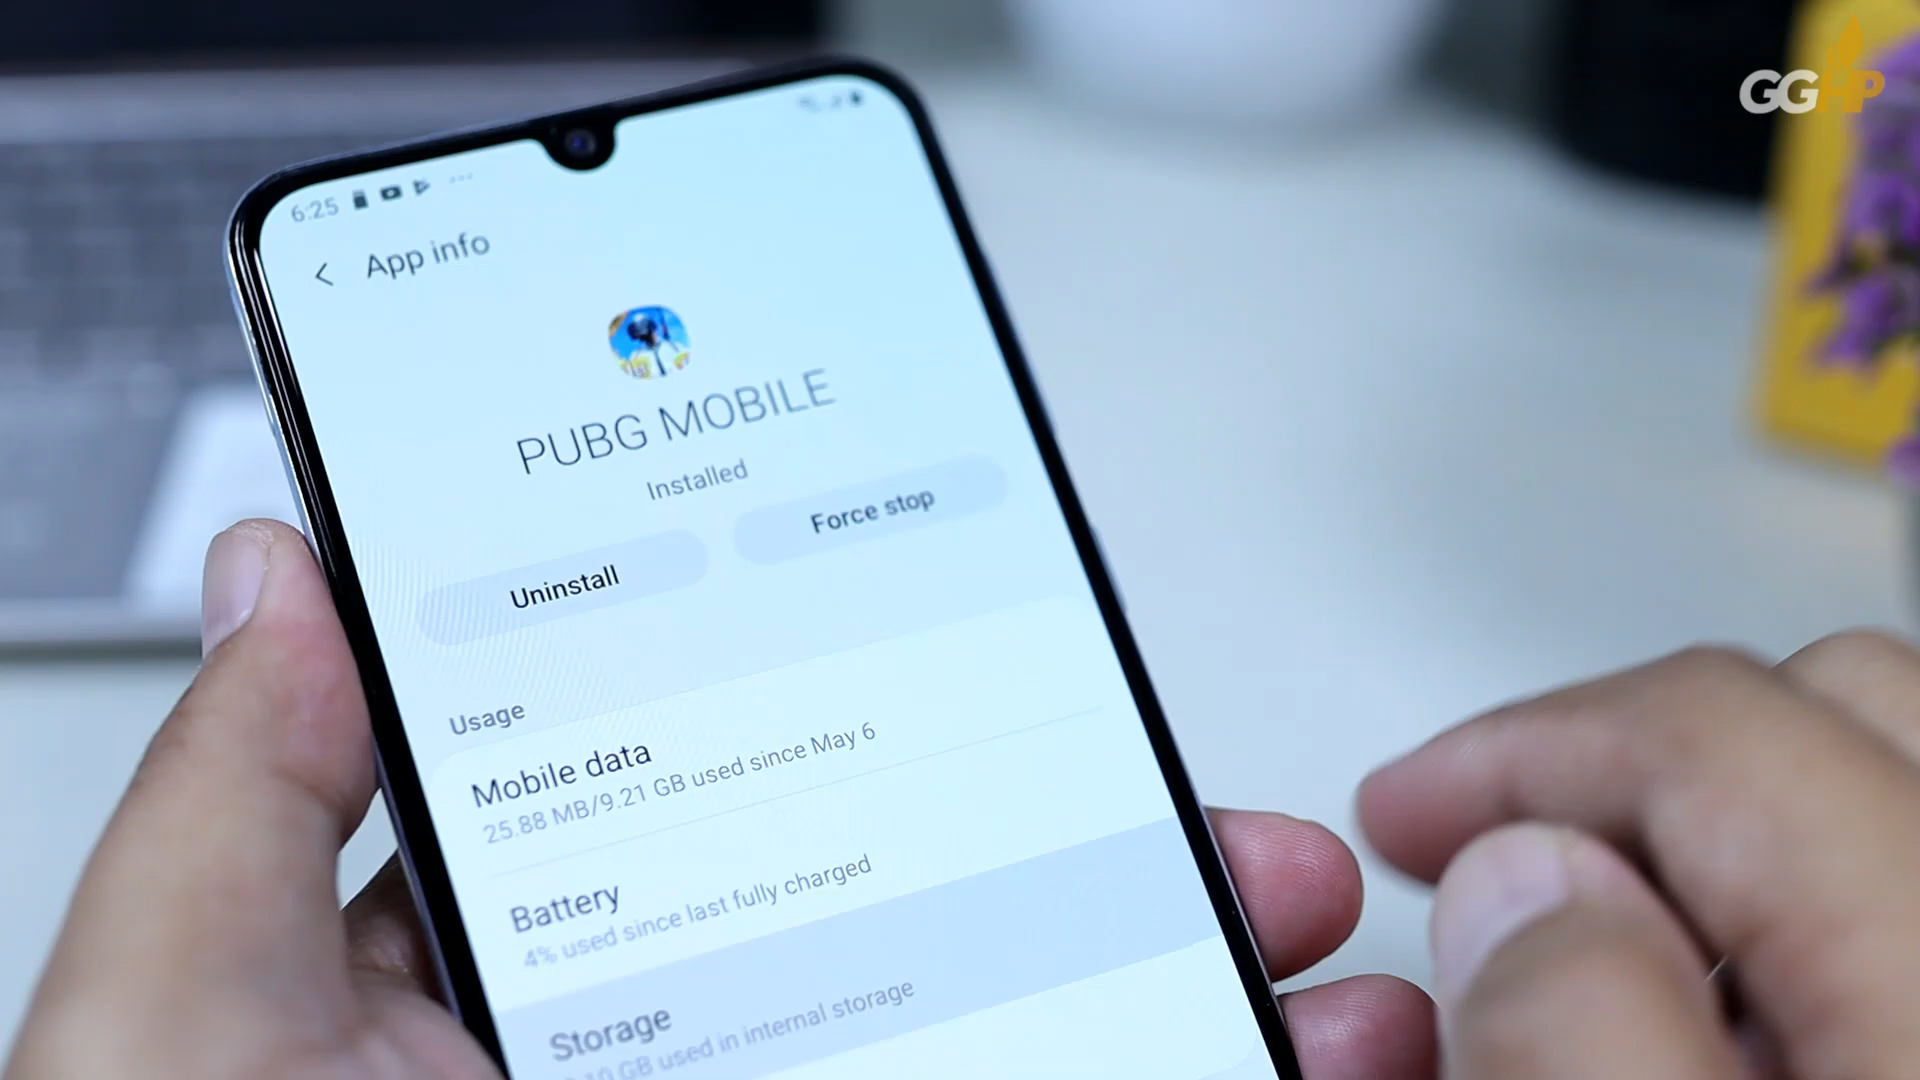 GGHP
6:25
App info
PUBG MOBILE
Installed
Uninstall
Force stop
Usage
Mobile data
25.88 MB/9.21 GB used since May 6
Battery
4% used since last fully charged
Storage
GB used in internal storage